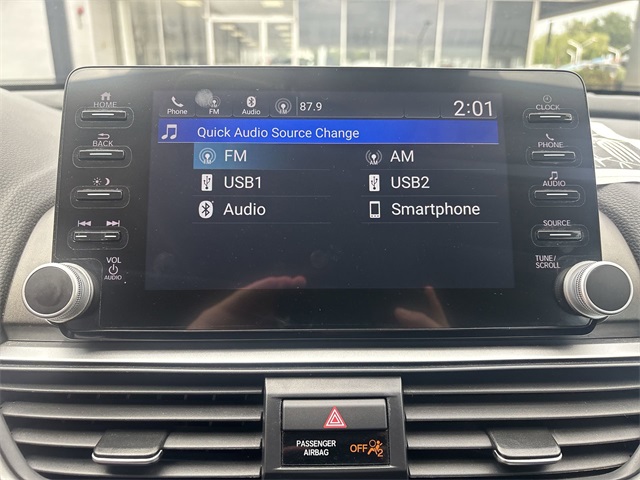 HOME
BACK
VOL
AUDIO
Phone FM Audio 87.9 2:01
Quick Audio Source Change
FM AM
USB1 USB2
Audio Smartphone
CLOCK
PHONE
AUDIO
SOURCE
TUNE/
SCROLL
PASSENGER
AIRBAG OFF 2